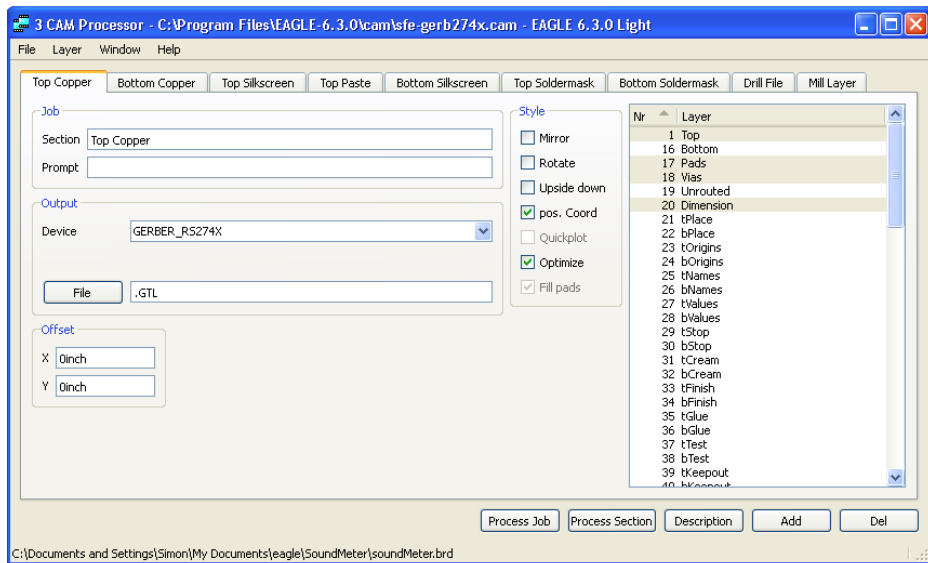 3 CAM Processor - C:\Program Files\EAGLE-6.3.0\cam\sfe-gerb274x.cam - EAGLE 6.3.0 Light
File Layer Window Help
Top Copper Bottom Copper Top Silkscreen Top Paste Bottom Silkscreen Top Soldermask Bottom Soldermask Drill File Mill Layer
Job
Section Top Copper
Prompt
Output
Device GERBER_RS274X
File .GTL
Offset
X 0inch
Y 0inch
Style
Mirror
Rotate
Upside down
pos. Coord
Quickplot
Optimize
Fill pads
Nr Layer
1 Top
16 Bottom
17 Pads
18 Vias
19 Unrouted
20 Dimension
21 tPlace
22 bPlace
23 tOrigins
24 bOrigins
25 tNames
26 bNames
27 tValues
28 bValues
29 tStop
30 bStop
31 tCream
32 bCream
33 tFinish
34 bFinish
35 tGlue
36 bGlue
37 tTest
38 bTest
39 tKeepout
40 bKeepout
Process Job Process Section Description Add Del
C:\Documents and Settings\Simon\My Documents\eagle\SoundMeter\soundMeter.brd